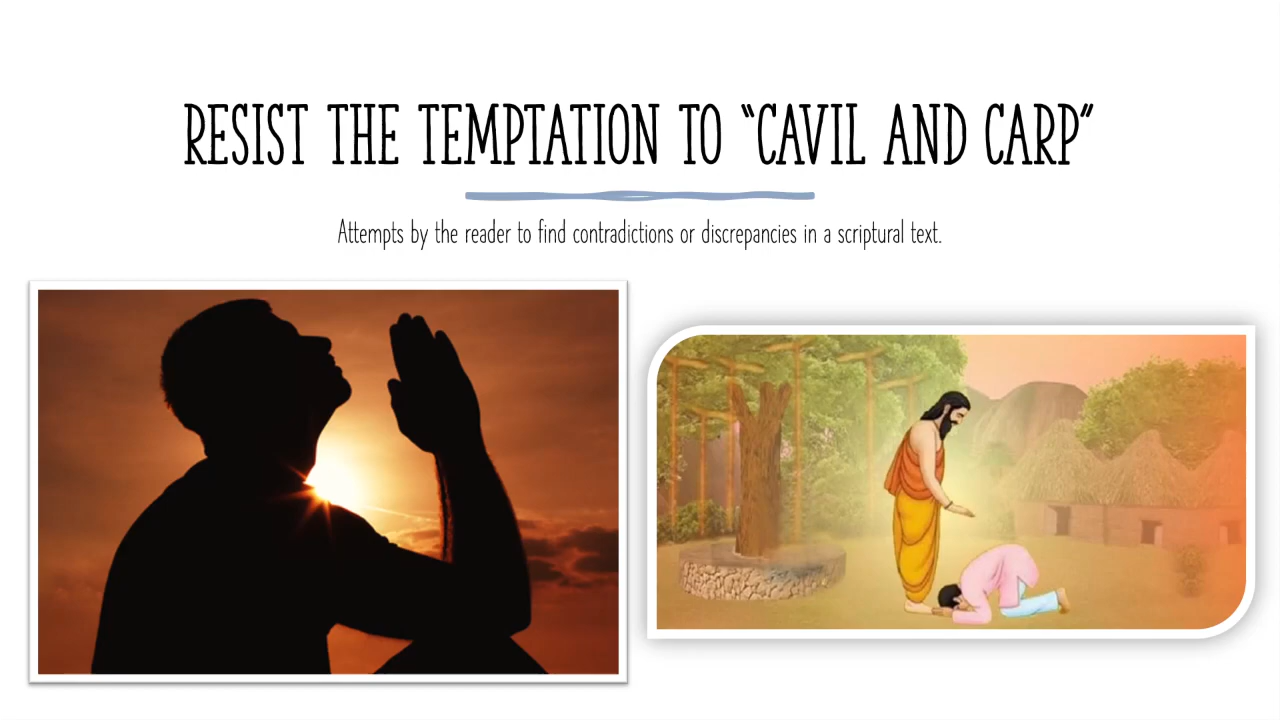 RESIST THE TEMPTATION TO “CAVIL AND CARP”
Attempts by the reader to find contradictions or discrepancies in a scriptural text.